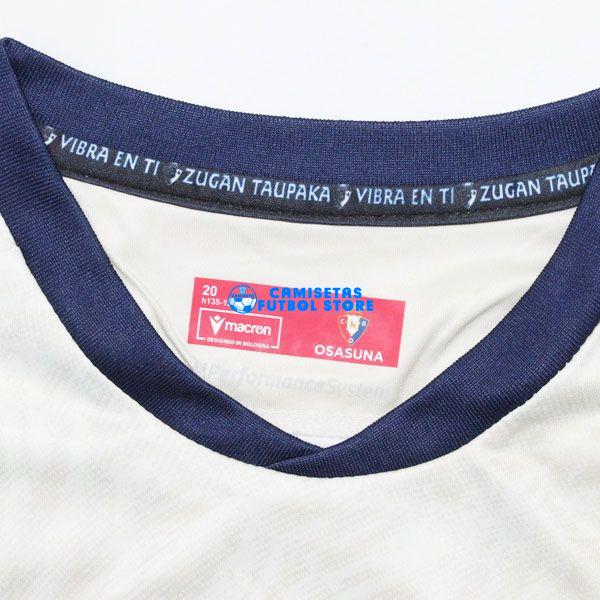 VIBRA EN TI ZUGAN TAUPAKA VIBRA EN TI ZUGAN TAUPAKA
20
CAMISETAS
FUTBOL STORE
macron
DESIGNED IN BOLOGNA
OSASUNA
PerformanceSystem